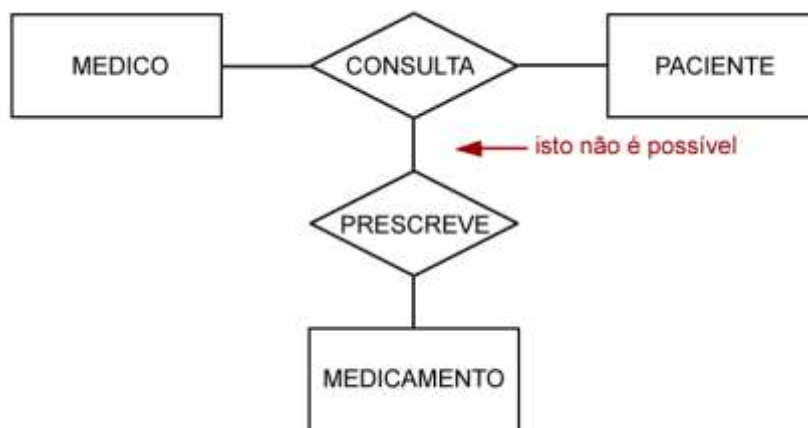 MEDICO
CONSULTA
PACIENTE
isto não é possível
PRESCREVE
MEDICAMENTO